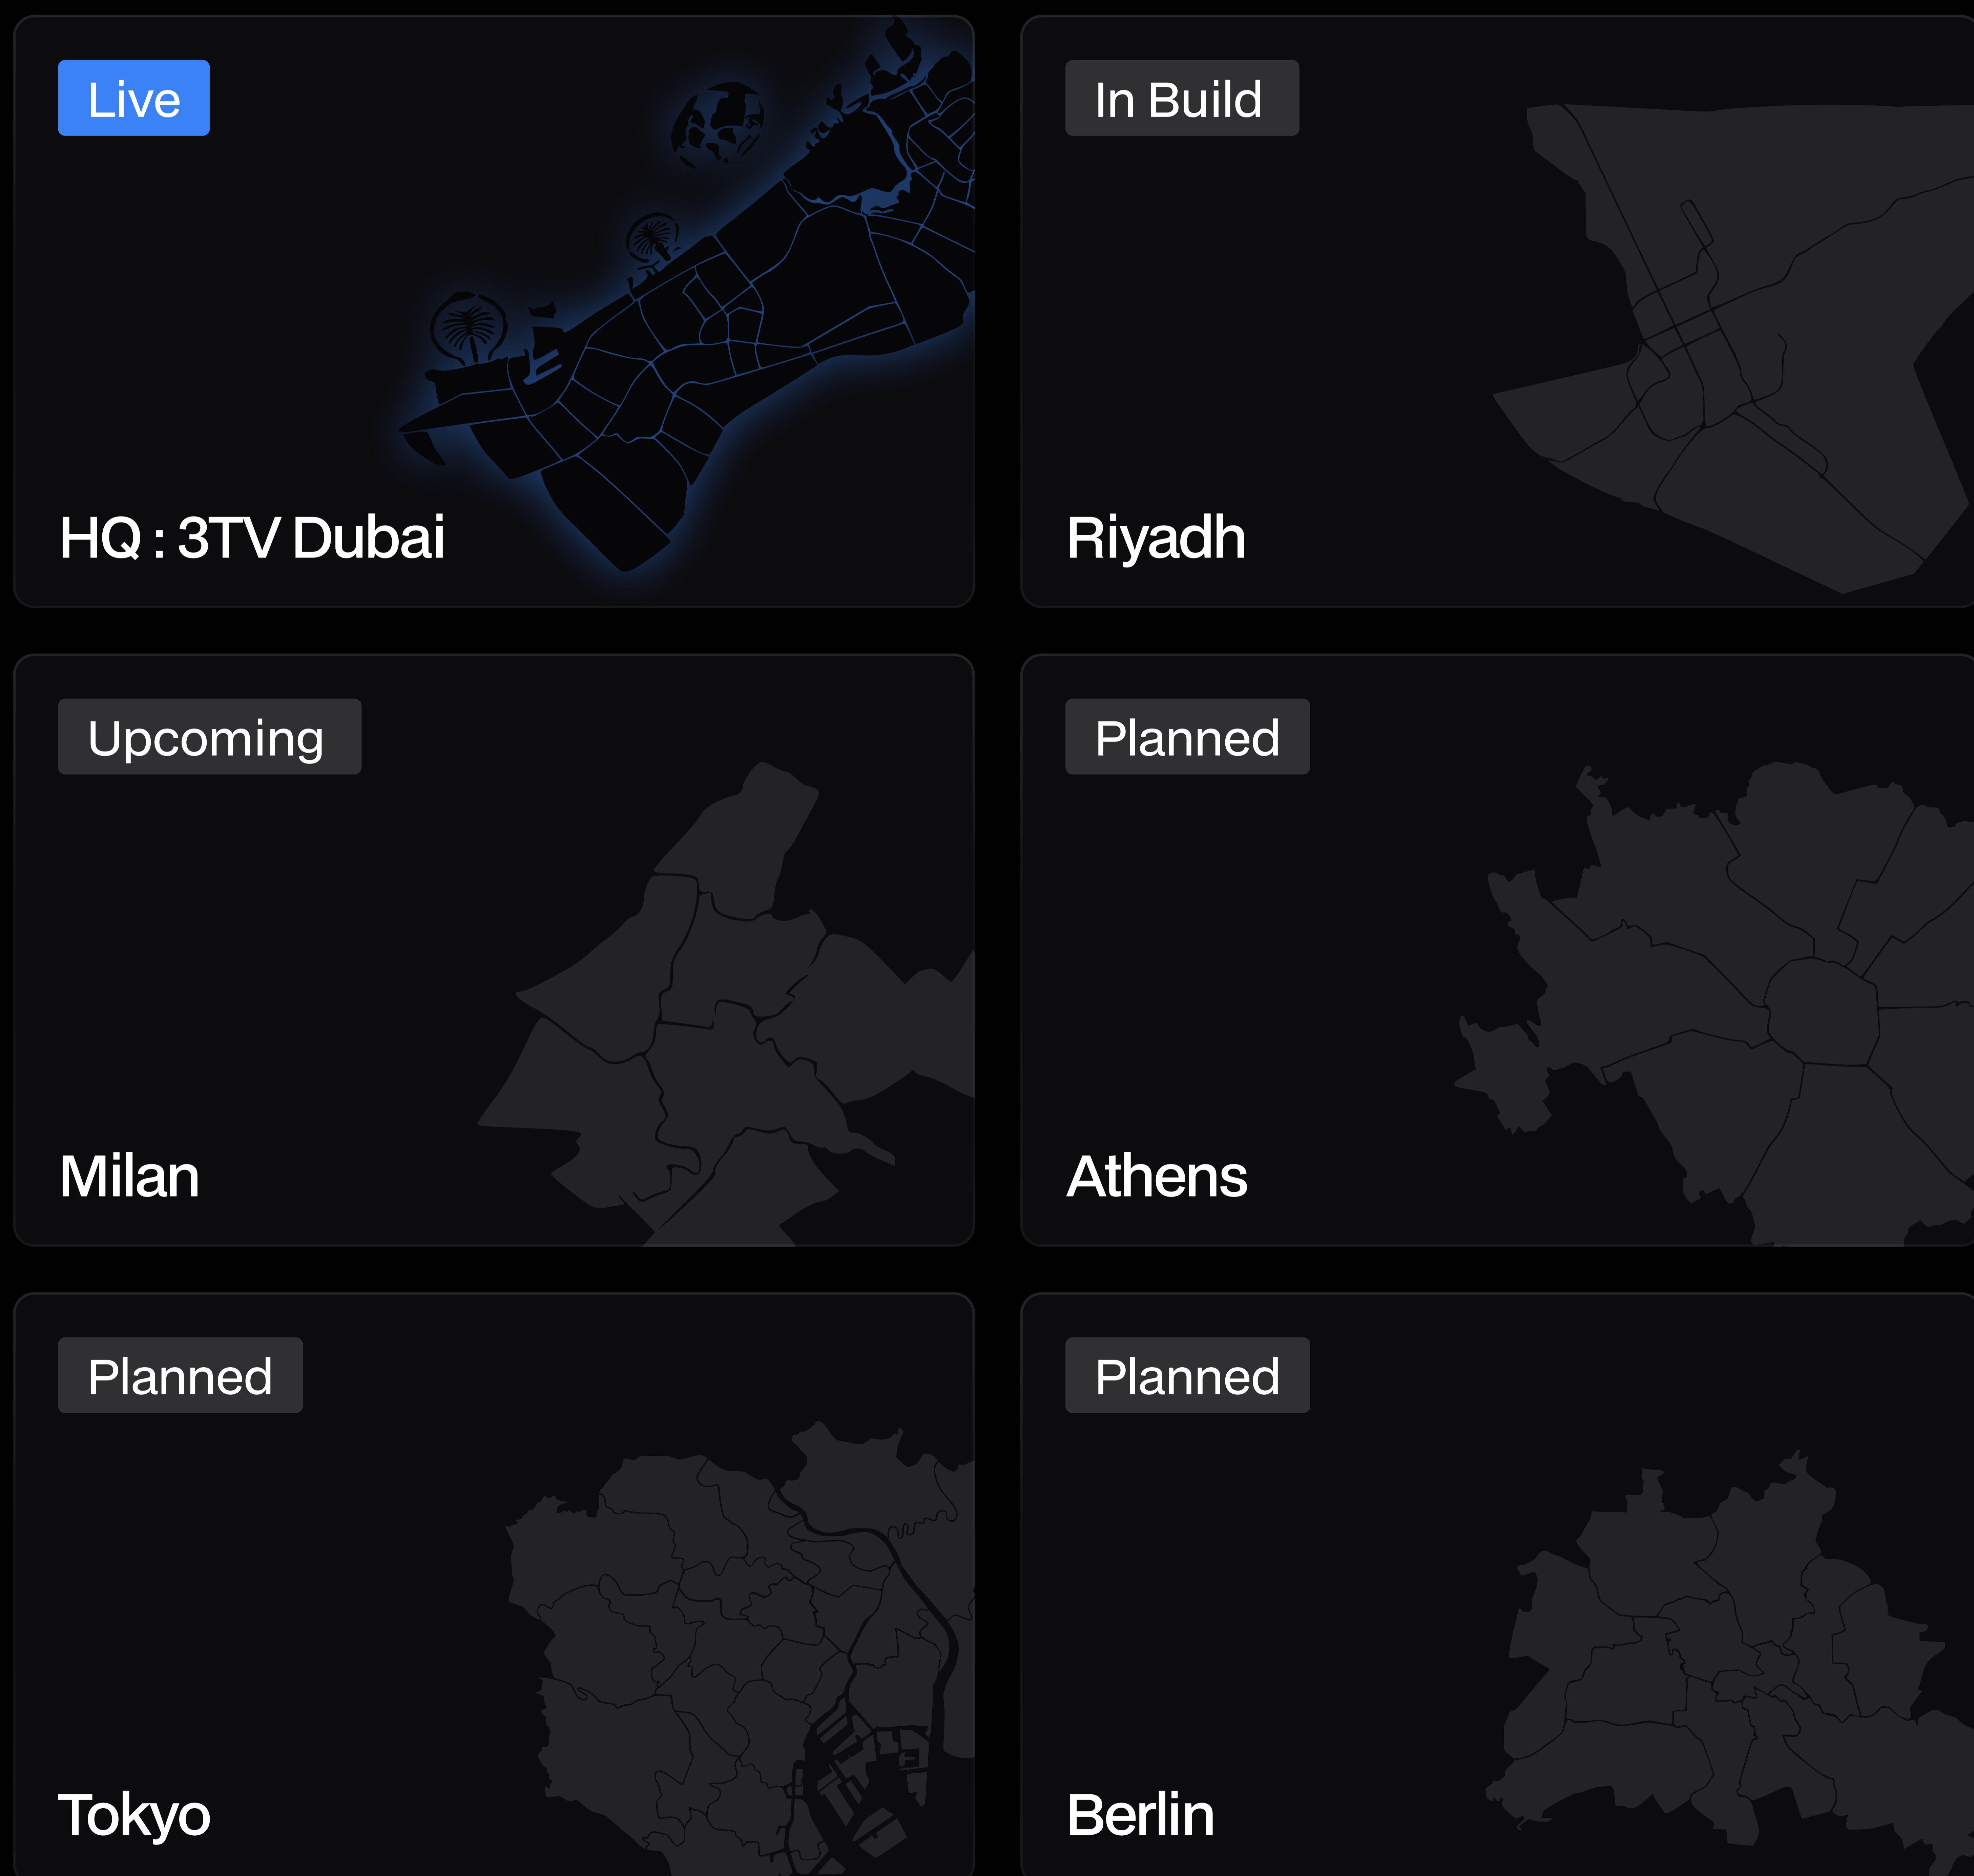 Live
HQ : 3TV Dubai
In Build
Riyadh
Upcoming
Milan
Planned
Athens
Planned
Tokyo
Planned
Berlin